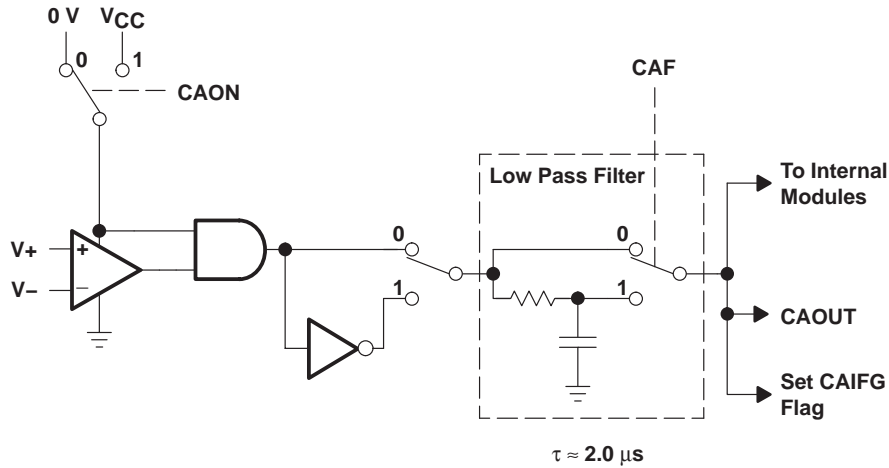 0 V VCC
0 1
CAON
CAF
Low Pass Filter
To Internal
Modules
V+ +
V− −
0
1
0
1
CAOUT
Set CAIFG
Flag
τ ≈ 2.0 μs